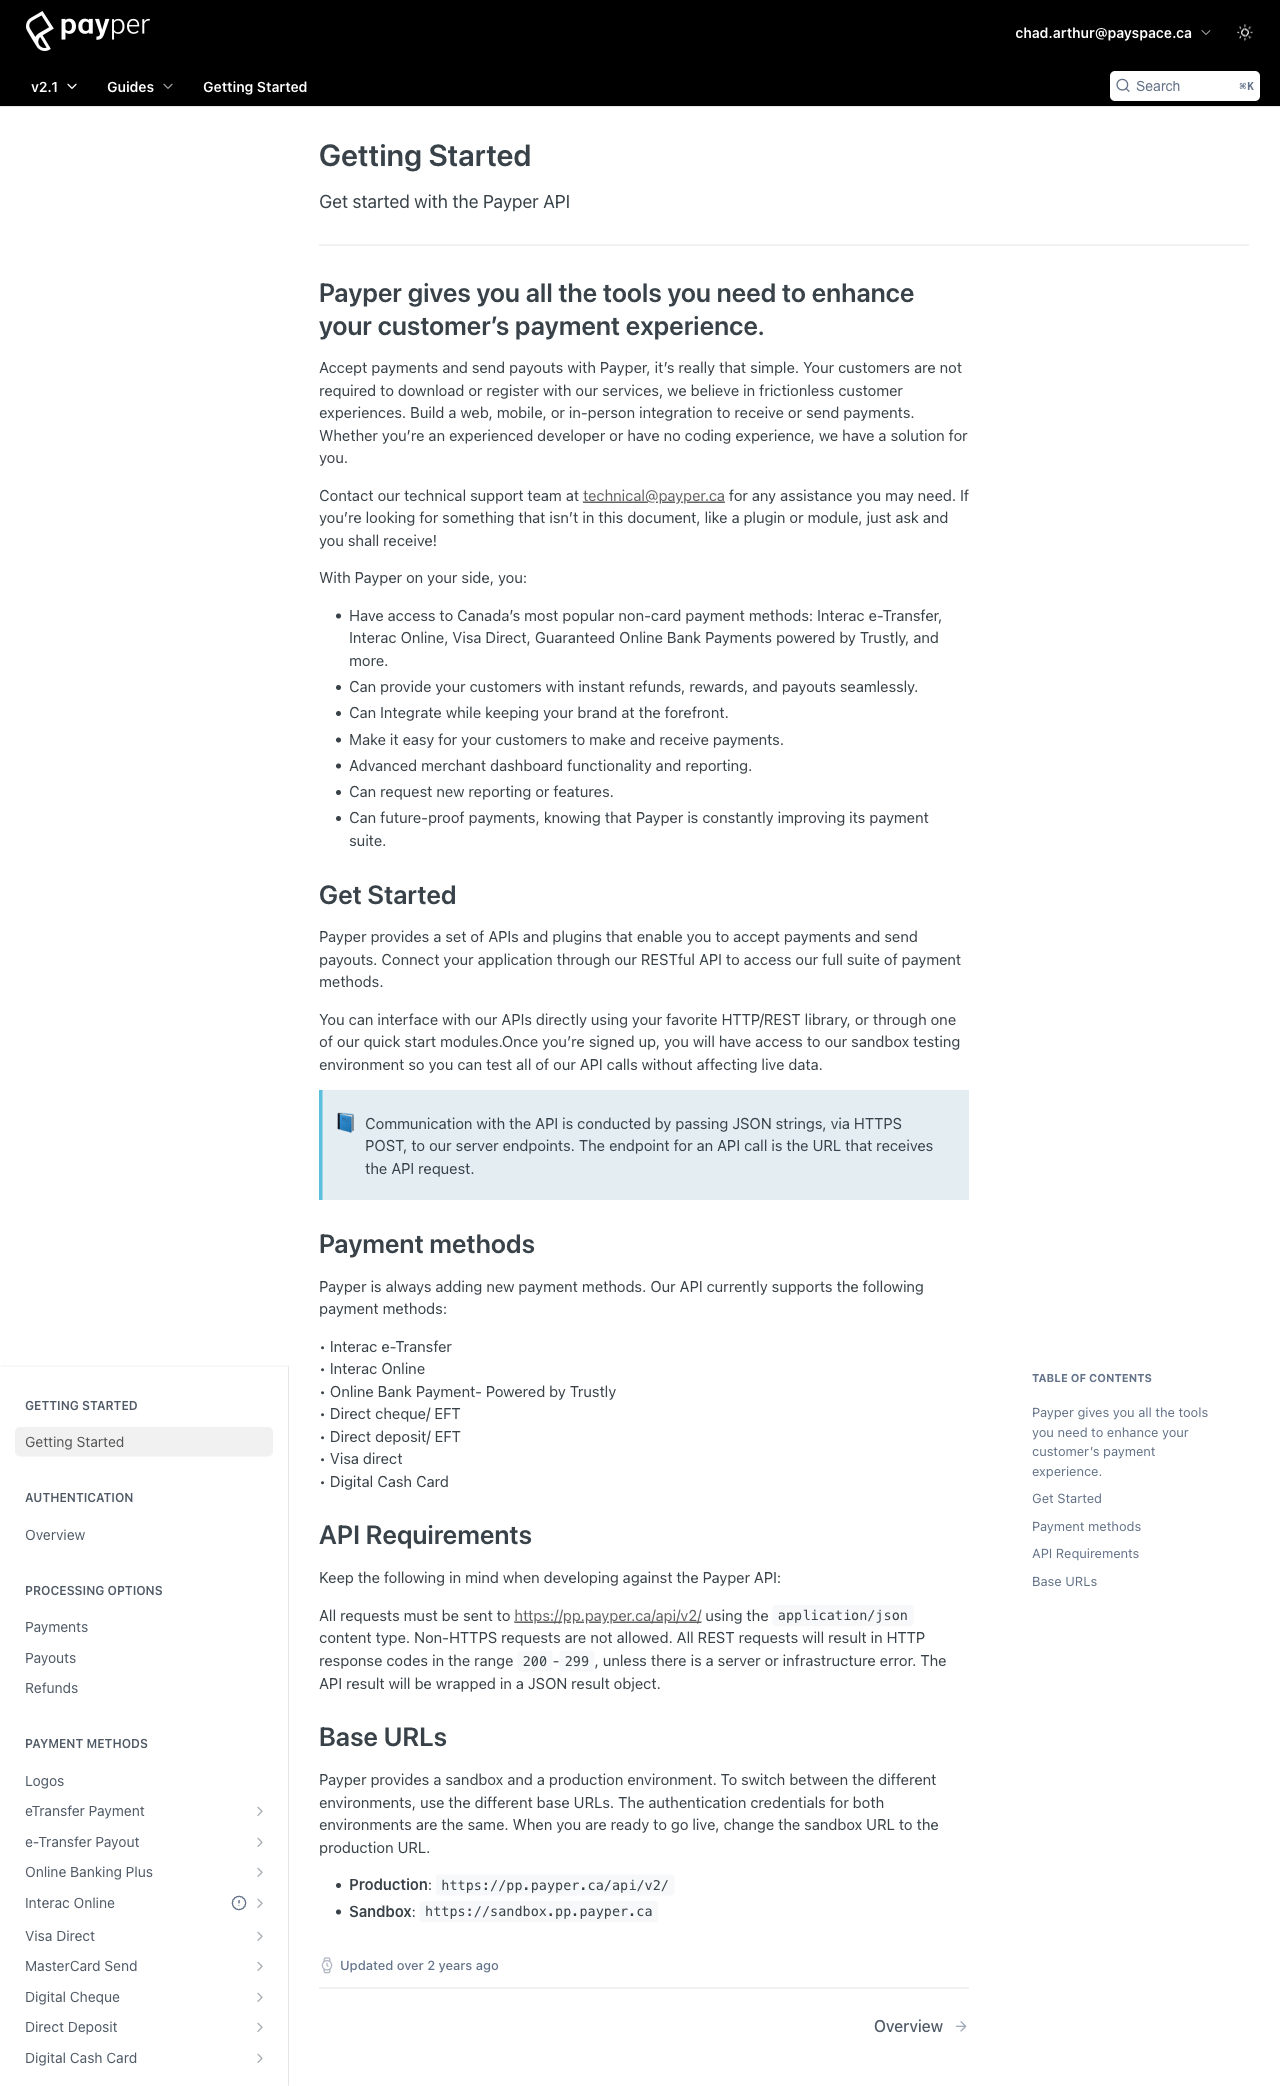 payper
chad.arthur@payspace.ca
v2.1 Guides Getting Started
Search ⌘K
Getting Started
Get started with the Payper API
Payper gives you all the tools you need to enhance
your customer’s payment experience.
Accept payments and send payouts with Payper, it’s really that simple. Your customers are not
required to download or register with our services, we believe in frictionless customer
experiences. Build a web, mobile, or in-person integration to receive or send payments.
Whether you’re an experienced developer or have no coding experience, we have a solution for
you.
Contact our technical support team at technical@payper.ca for any assistance you may need. If
you’re looking for something that isn’t in this document, like a plugin or module, just ask and
you shall receive!
With Payper on your side, you:
• Have access to Canada’s most popular non-card payment methods: Interac e-Transfer,
Interac Online, Visa Direct, Guaranteed Online Bank Payments powered by Trustly, and
more.
• Can provide your customers with instant refunds, rewards, and payouts seamlessly.
• Can Integrate while keeping your brand at the forefront.
• Make it easy for your customers to make and receive payments.
• Advanced merchant dashboard functionality and reporting.
• Can request new reporting or features.
• Can future-proof payments, knowing that Payper is constantly improving its payment
suite.
Get Started
Payper provides a set of APIs and plugins that enable you to accept payments and send
payouts. Connect your application through our RESTful API to access our full suite of payment
methods.
You can interface with our APIs directly using your favorite HTTP/REST library, or through one
of our quick start modules.Once you’re signed up, you will have access to our sandbox testing
environment so you can test all of our API calls without affecting live data.
Communication with the API is conducted by passing JSON strings, via HTTPS
POST, to our server endpoints. The endpoint for an API call is the URL that receives
the API request.
Payment methods
Payper is always adding new payment methods. Our API currently supports the following
payment methods:
• Interac e-Transfer
• Interac Online
• Online Bank Payment- Powered by Trustly
• Direct cheque/ EFT
• Direct deposit/ EFT
• Visa direct
• Digital Cash Card
API Requirements
Keep the following in mind when developing against the Payper API:
All requests must be sent to https://pp.payper.ca/api/v2/ using the application/json
content type. Non-HTTPS requests are not allowed. All REST requests will result in HTTP
response codes in the range 200 - 299 , unless there is a server or infrastructure error. The
API result will be wrapped in a JSON result object.
Base URLs
Payper provides a sandbox and a production environment. To switch between the different
environments, use the different base URLs. The authentication credentials for both
environments are the same. When you are ready to go live, change the sandbox URL to the
production URL.
• Production: https://pp.payper.ca/api/v2/
• Sandbox: https://sandbox.pp.payper.ca
Updated over 2 years ago
Overview
GETTING STARTED
Getting Started
AUTHENTICATION
Overview
PROCESSING OPTIONS
Payments
Payouts
Refunds
PAYMENT METHODS
Logos
eTransfer Payment
e-Transfer Payout
Online Banking Plus
Interac Online
Visa Direct
MasterCard Send
Digital Cheque
Direct Deposit
Digital Cash Card
TABLE OF CONTENTS
Payper gives you all the tools
you need to enhance your
customer’s payment
experience.
Get Started
Payment methods
API Requirements
Base URLs